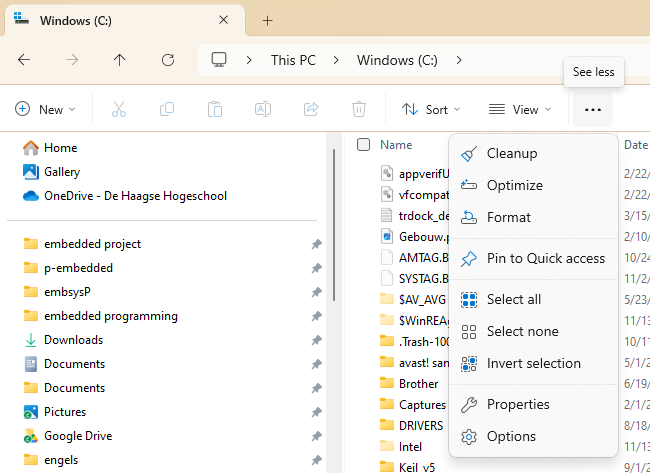 Windows (C:)
This PC
Windows (C:)
See less
New
Sort
View
Home
Gallery
OneDrive - De Haagse Hogeschool
embedded project
p-embedded
embsysP
embedded programming
Downloads
Documents
Documents
Pictures
Google Drive
engels
Name
Date
appverifU
2/22/
vfcompat
2/22/
trdock_de
3/15/
Gebouw.p
2/10/
AMTAG.B
10/24
SYSTAG.B
11/13
$AV_AVG
5/23/
$WinREAg
11/13
.Trash-100
10/11
avast! san
5/1/2
Brother
6/19/
Captures
2/1/2
DRIVERS
2/18/
Intel
11/13
Keil_v5
9/1/2
Cleanup
Optimize
Format
Pin to Quick access
Select all
Select none
Invert selection
Properties
Options